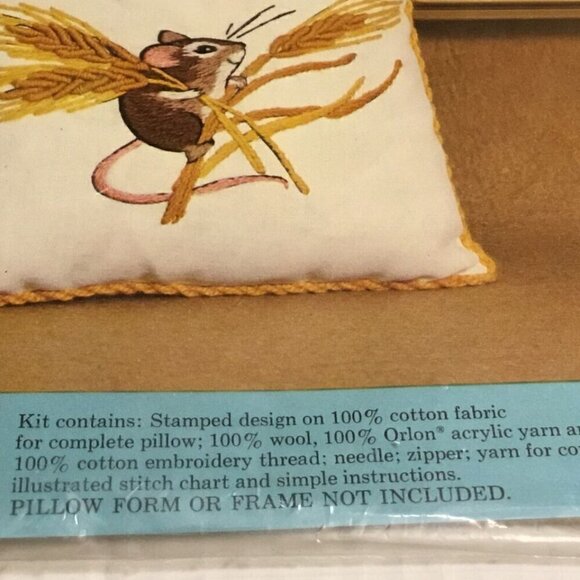 Kit contains: Stamped design on 100% cotton fabric
for complete pillow; 100% wool, 100% Orlon® acrylic yarn
100% cotton embroidery thread; needle; zipper; yarn for
illustrated stitch chart and simple instructions.
PILLOW FORM OR FRAME NOT INCLUDED.